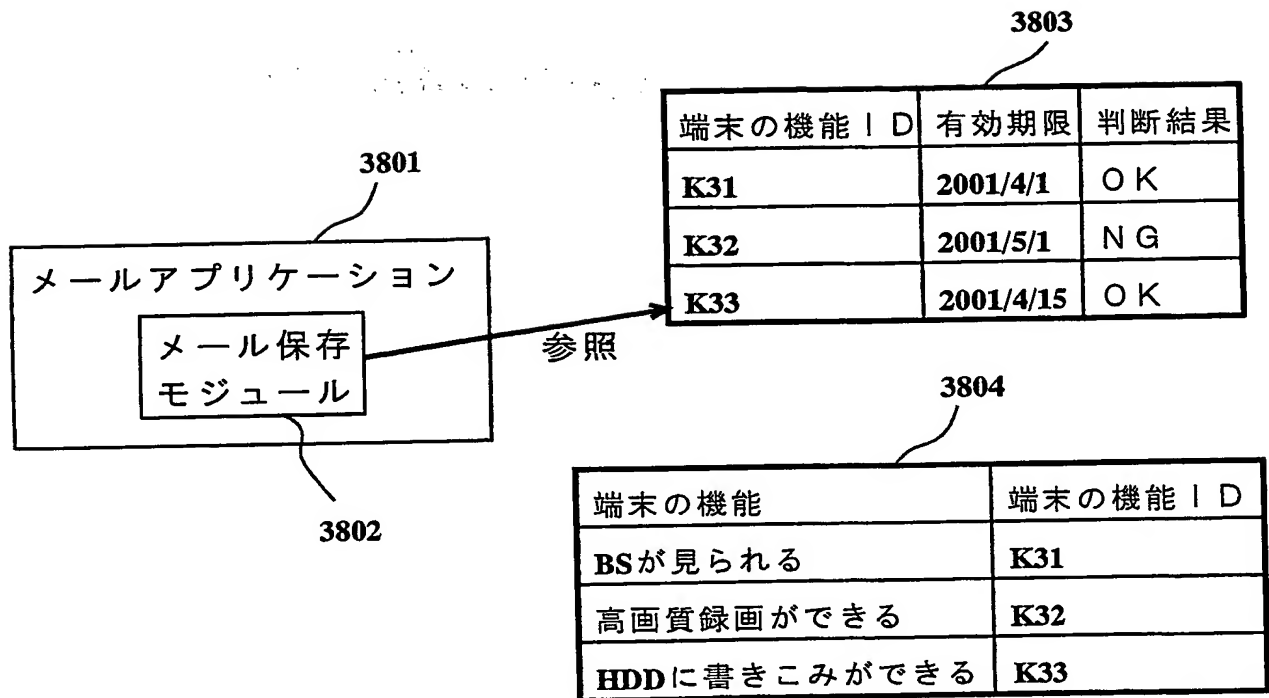 3803
端末の機能ID 有効期限 判断結果
K31 2001/4/1 OK
K32 2001/5/1 NG
K33 2001/4/15 OK
3801
メールアプリケーション
メール保存
モジュール
参照
3802
3804
端末の機能 端末の機能ID
BSが見られる K31
高画質録画ができる K32
HDDに書きこみができる K33